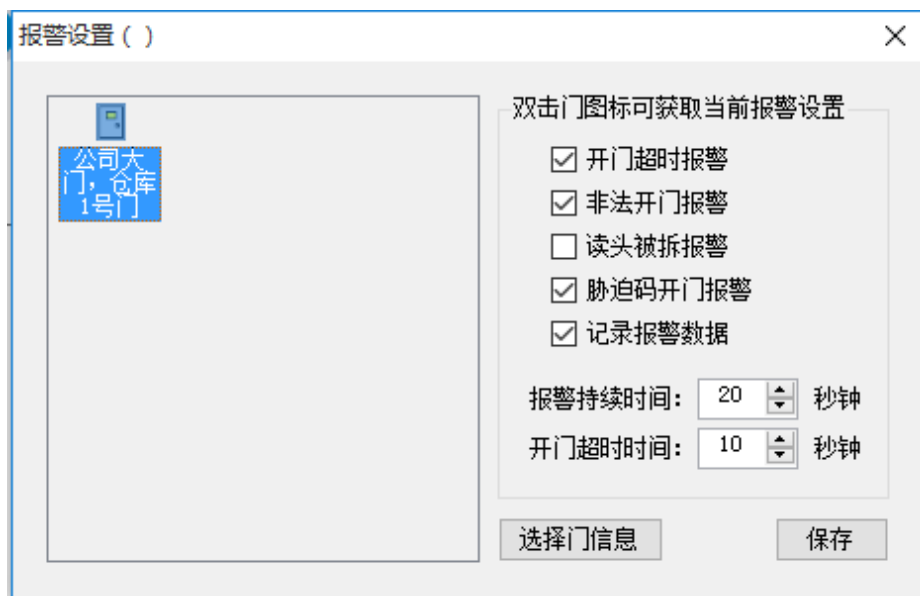 报警设置 ( )
公司大
门，仓库
1号门
双击门图标可获取当前报警设置
开门超时报警
非法开门报警
读头被拆报警
胁迫码开门报警
记录报警数据
报警持续时间： 20 秒钟
开门超时时间： 10 秒钟
选择门信息 保存